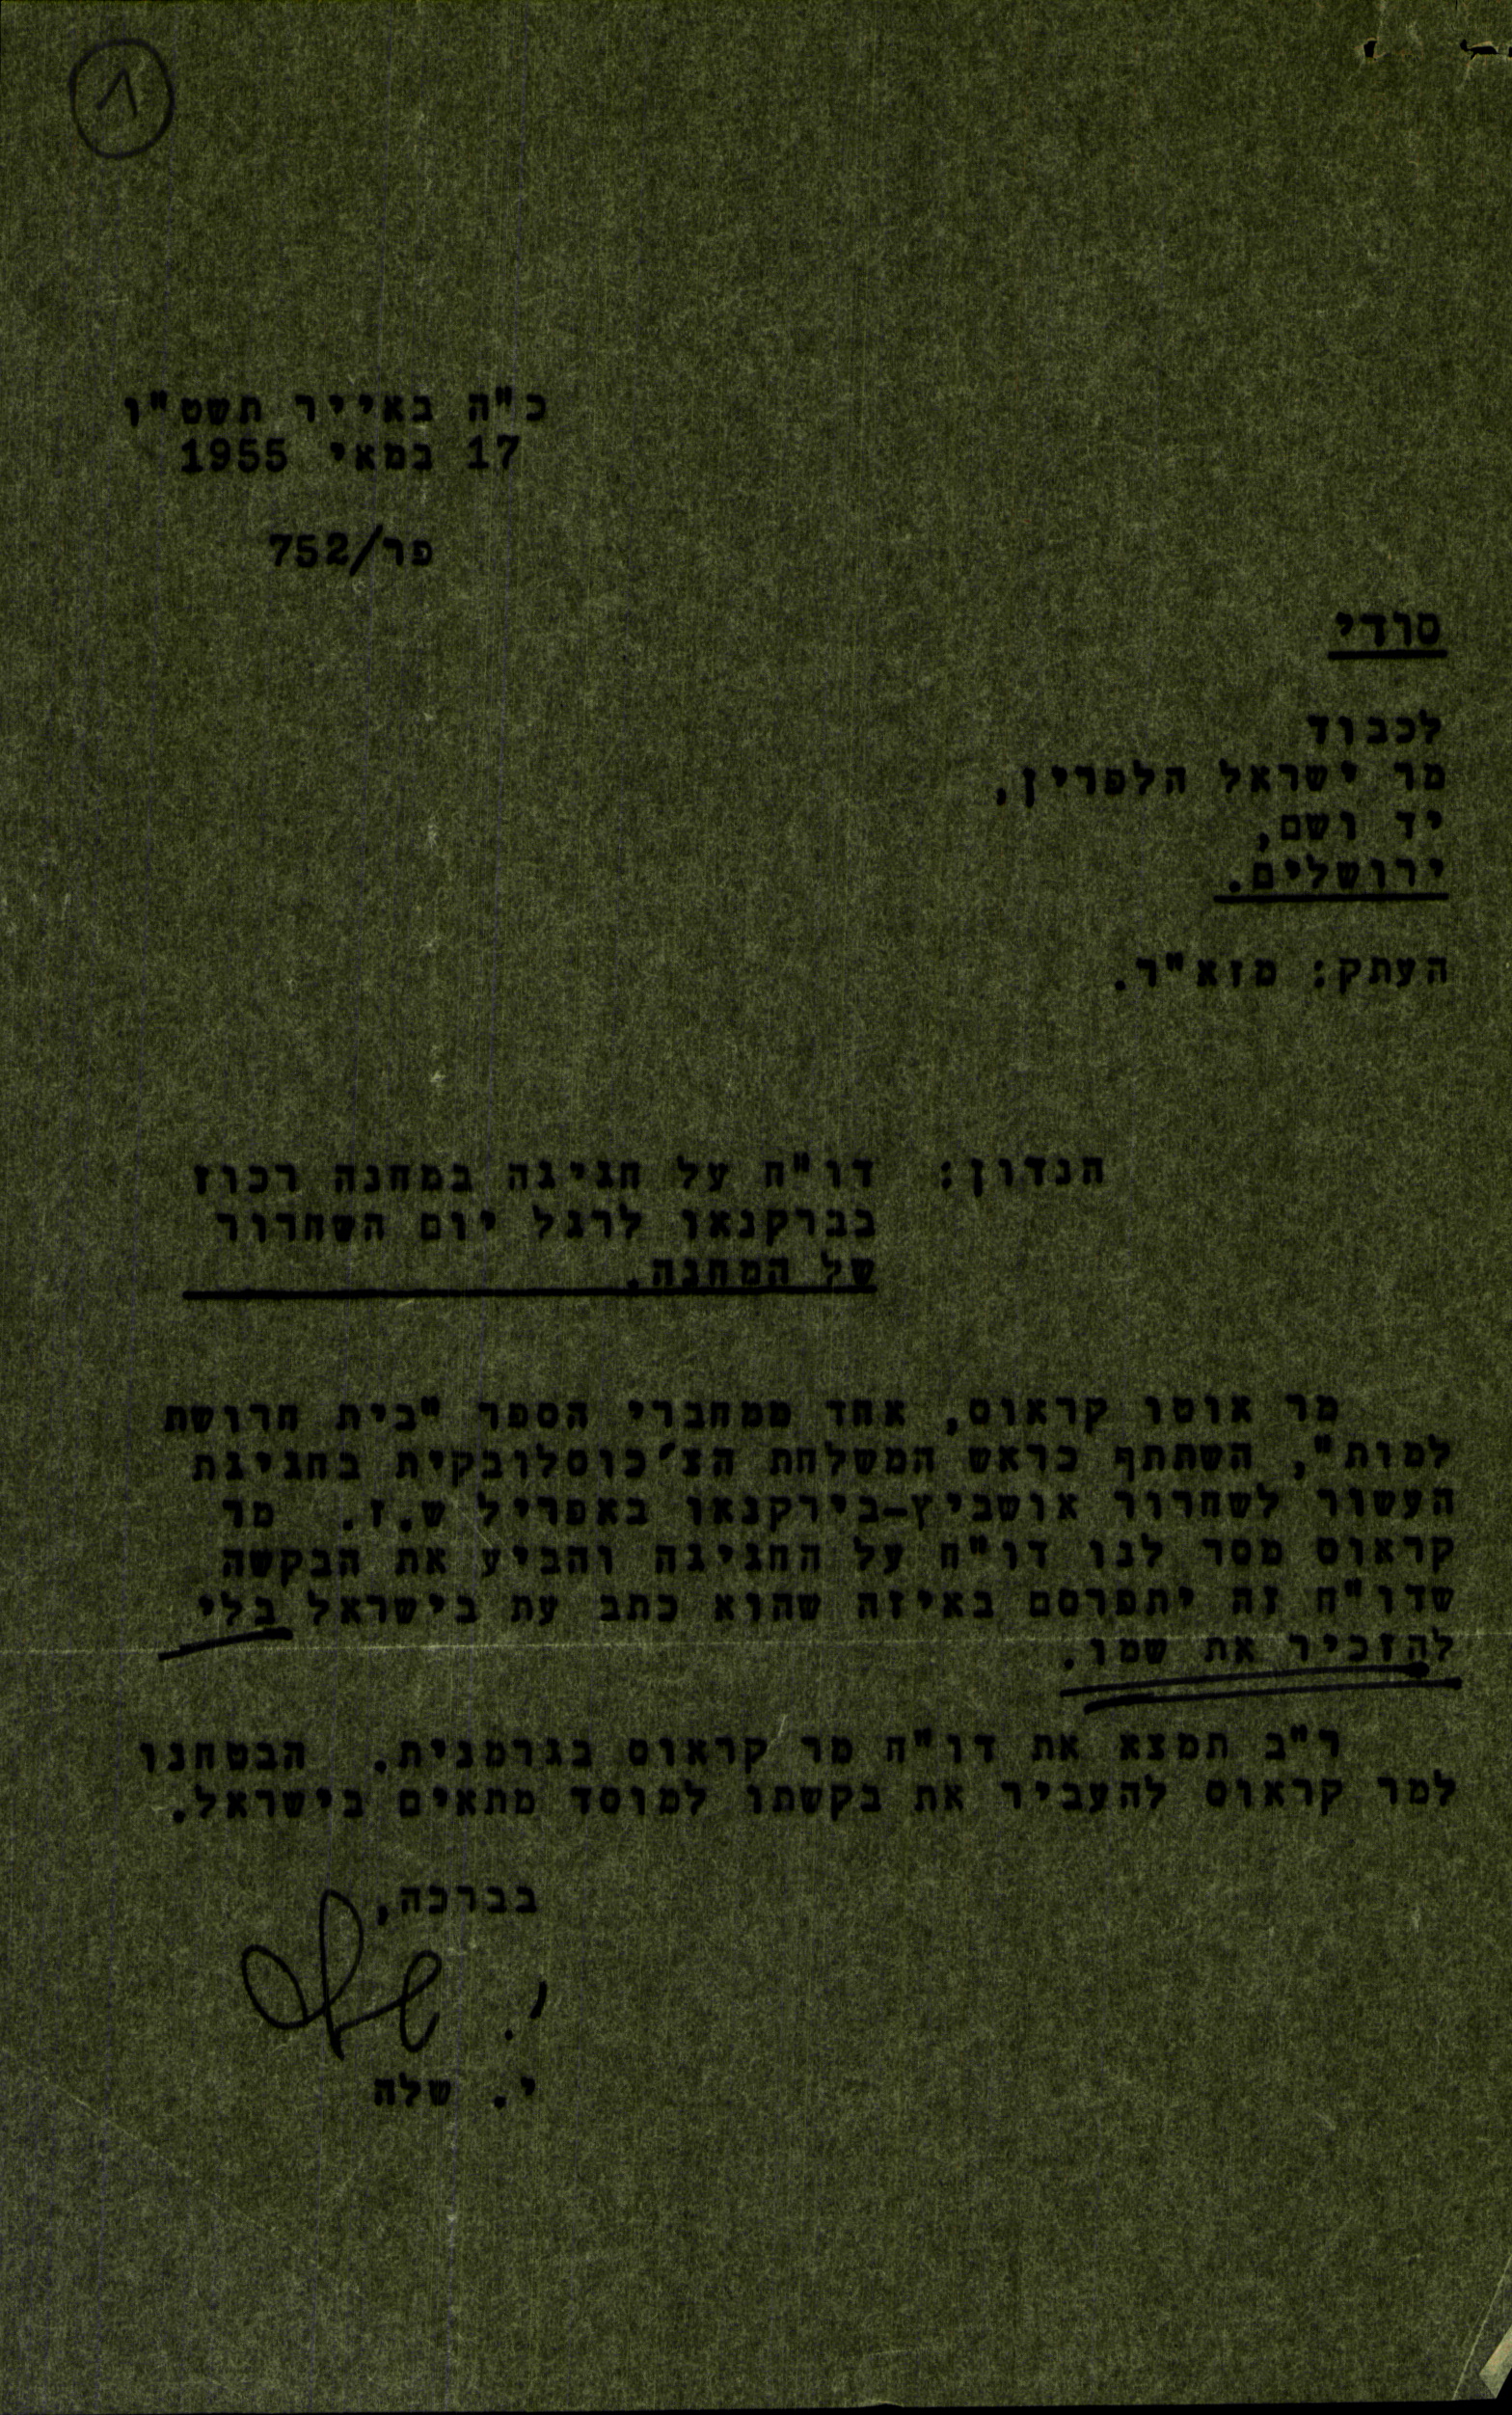 כ"ה באייר תשט"ו
17 במאי 1955
פר/752
סודי
לכבוד
מר ישראל הלפרין,
יד ושם,
ירושלים.
העתק: מזא"ר.
הנדון: דו"ח על חגיגה במחנה רכוז
בברקנאו לרגל יום השחרור
של המחנה.
מר אוטו קראוס, אחד ממחברי הספר "בית חרושת
למות", השתתף כראש המשלחת הצ'כוסלובקית בחגיגת
העשור לשחרור אושביץ-בירקנאו באפריל ש.ז. מר
קראוס מסר לנו דו"ח על החגיגה והביע את הבקשה
שדו"ח זה יתפרסם באיזה שהוא כתב עת בישראל בלי
להזכיר את שמו.
ר"ב תמצא את דו"ח מר קראוס בגרמנית. הבטחנו
למר קראוס להעביר את בקשתו למוסד מתאים בישראל.
בברכה,
י. שלה